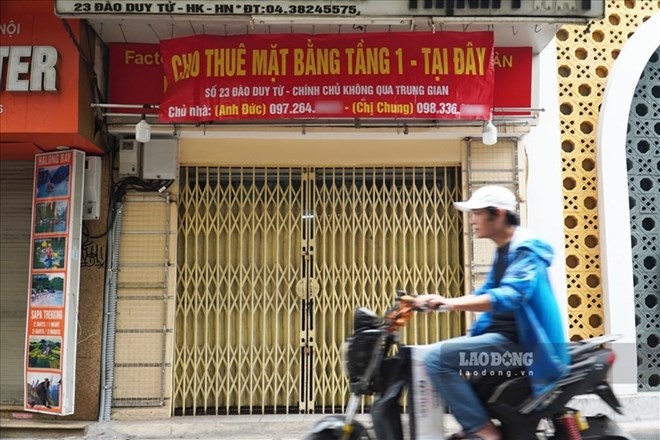 23 ĐÀO DUY TỪ - HK - HN * ĐT: 04.38245575
NỘI
TER
Facto
CHO THUÊ MẶT BẰNG TẦNG 1 - TẠI ĐÂY
SỐ 23 ĐÀO DUY TỪ - CHÍNH CHỦ KHÔNG QUA TRUNG GIAN
Chủ nhà: (Anh Đức) 097.264. - (Chị Chung) 098.336.
HALONG BAY
SAPA TREKKING
LAO ĐỘNG
laodong.vn